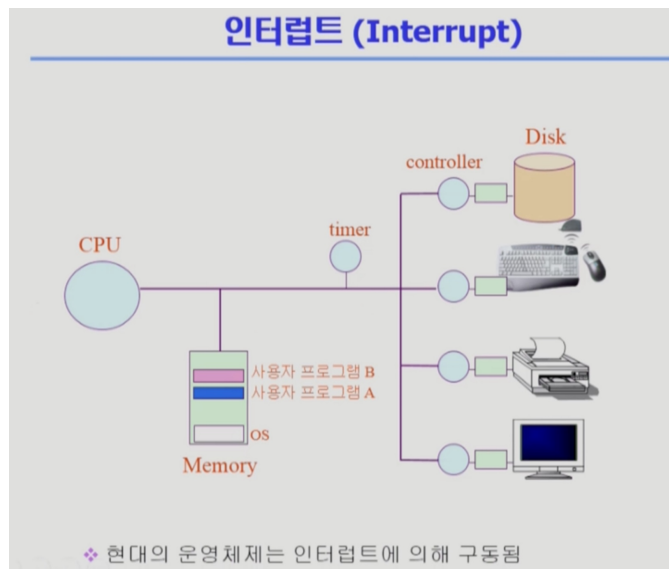 인터럽트 (Interrupt)
Disk
controller
timer
CPU
사용자 프로그램 B
사용자 프로그램 A
OS
Memory
❖ 현대의 운영체제는 인터럽트에 의해 구동됨